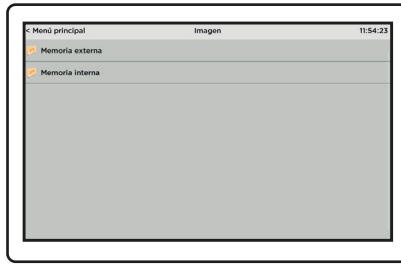 < Menú principal Imagen 11:54:23
Memoria externa
Memoria interna